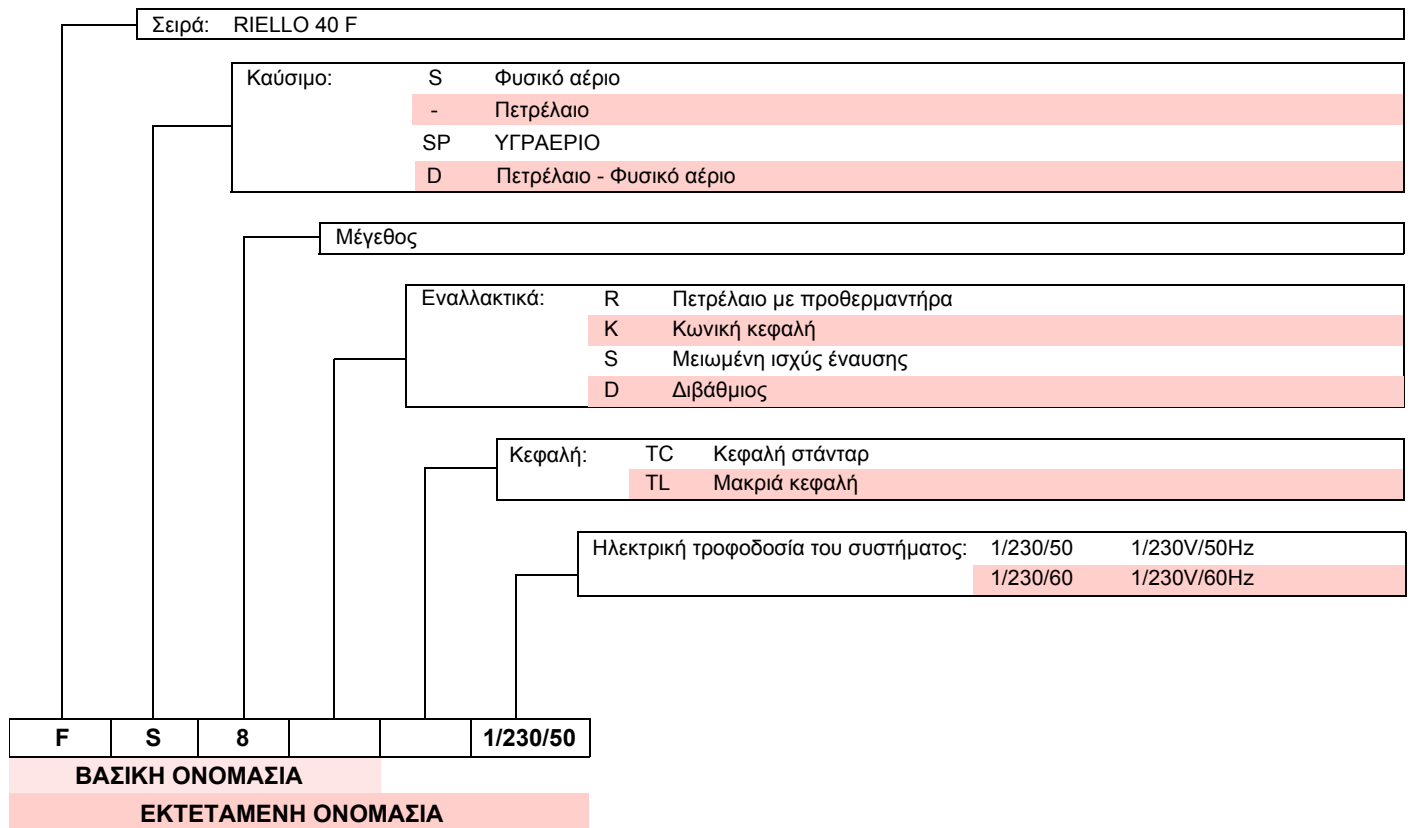 Σειρά: RIELLO 40 F
Καύσιμο: S Φυσικό αέριο
- Πετρέλαιο
SP ΥΓΡΑΕΡΙΟ
D Πετρέλαιο - Φυσικό αέριο
Μέγεθος
Εναλλακτικά: R Πετρέλαιο με προθερμαντήρα
K Κωνική κεφαλή
S Μειωμένη ισχύς έναυσης
D Διβάθμιος
Κεφαλή: TC Κεφαλή στάνταρ
TL Μακριά κεφαλή
Ηλεκτρική τροφοδοσία του συστήματος: 1/230/50 1/230V/50Hz
1/230/60 1/230V/60Hz
F S 8 1/230/50
ΒΑΣΙΚΗ ΟΝΟΜΑΣΙΑ
ΕΚΤΕΤΑΜΕΝΗ ΟΝΟΜΑΣΙΑ